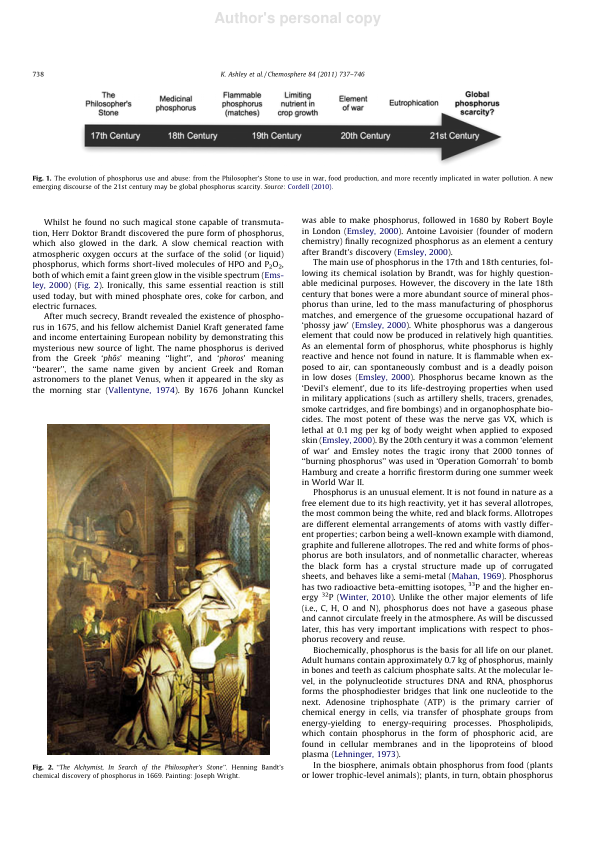 Author's personal copy
738
K. Ashley et al. / Chemosphere 84 (2011) 737–746
The
Philosopher's
Stone
Medicinal
phosphorus
Flammable
phosphorus
(matches)
Limiting
nutrient in
crop growth
Element
of war
Eutrophication
Global
phosphorus
scarcity?
17th Century
18th Century
19th Century
20th Century
21st Century
Fig. 1. The evolution of phosphorus use and abuse: from the Philosopher's Stone to use in war, food production, and more recently implicated in water pollution. A new
emerging discourse of the 21st century may be global phosphorus scarcity. Source: Cordell (2010).
Whilst he found no such magical stone capable of transmuta-
tion, Herr Doktor Brandt discovered the pure form of phosphorus,
which also glowed in the dark. A slow chemical reaction with
atmospheric oxygen occurs at the surface of the solid (or liquid)
phosphorus, which forms short-lived molecules of HPO and P2O2,
both of which emit a faint green glow in the visible spectrum (Ems-
ley, 2000) (Fig. 2). Ironically, this same essential reaction is still
used today, but with mined phosphate ores, coke for carbon, and
electric furnaces.
After much secrecy, Brandt revealed the existence of phospho-
rus in 1675, and his fellow alchemist Daniel Kraft generated fame
and income entertaining European nobility by demonstrating this
mysterious new source of light. The name phosphorus is derived
from the Greek 'phôs' meaning "light", and 'phoros' meaning
"bearer", the same name given by ancient Greek and Roman
astronomers to the planet Venus, when it appeared in the sky as
the morning star (Vallentyne, 1974). By 1676 Johann Kunckel
Fig. 2. "The Alchymist, In Search of the Philosopher's Stone". Henning Bandt's
chemical discovery of phosphorus in 1669. Painting: Joseph Wright.
was able to make phosphorus, followed in 1680 by Robert Boyle
in London (Emsley, 2000). Antoine Lavoisier (founder of modern
chemistry) finally recognized phosphorus as an element a century
after Brandt's discovery (Emsley, 2000).
The main use of phosphorus in the 17th and 18th centuries, fol-
lowing its chemical isolation by Brandt, was for highly question-
able medicinal purposes. However, the discovery in the late 18th
century that bones were a more abundant source of mineral phos-
phorus than urine, led to the mass manufacturing of phosphorus
matches, and emergence of the gruesome occupational hazard of
'phossy jaw' (Emsley, 2000). White phosphorus was a dangerous
element that could now be produced in relatively high quantities.
As an elemental form of phosphorus, white phosphorus is highly
reactive and hence not found in nature. It is flammable when ex-
posed to air, can spontaneously combust and is a deadly poison
in low doses (Emsley, 2000). Phosphorus became known as the
'Devil's element', due to its life-destroying properties when used
in military applications (such as artillery shells, tracers, grenades,
smoke cartridges, and fire bombings) and in organophosphate bio-
cides. The most potent of these was the nerve gas VX, which is
lethal at 0.1 mg per kg of body weight when applied to exposed
skin (Emsley, 2000). By the 20th century it was a common 'element
of war' and Emsley notes the tragic irony that 2000 tonnes of
"burning phosphorus" was used in 'Operation Gomorrah' to bomb
Hamburg and create a horrific firestorm during one summer week
in World War II.
Phosphorus is an unusual element. It is not found in nature as a
free element due to its high reactivity, yet it has several allotropes,
the most common being the white, red and black forms. Allotropes
are different elemental arrangements of atoms with vastly differ-
ent properties; carbon being a well-known example with diamond,
graphite and fullerene allotropes. The red and white forms of phos-
phorus are both insulators, and of nonmetallic character, whereas
the black form has a crystal structure made up of corrugated
sheets, and behaves like a semi-metal (Mahan, 1969). Phosphorus
has two radioactive beta-emitting isotopes, 33P and the higher en-
ergy 32P (Winter, 2010). Unlike the other major elements of life
(i.e., C, H, O and N), phosphorus does not have a gaseous phase
and cannot circulate freely in the atmosphere. As will be discussed
later, this has very important implications with respect to phos-
phorus recovery and reuse.
Biochemically, phosphorus is the basis for all life on our planet.
Adult humans contain approximately 0.7 kg of phosphorus, mainly
in bones and teeth as calcium phosphate salts. At the molecular le-
vel, in the polynucleotide structures DNA and RNA, phosphorus
forms the phosphodiester bridges that link one nucleotide to the
next. Adenosine triphosphate (ATP) is the primary carrier of
chemical energy in cells, via transfer of phosphate groups from
energy-yielding to energy-requiring processes. Phospholipids,
which contain phosphorus in the form of phosphoric acid, are
found in cellular membranes and in the lipoproteins of blood
plasma (Lehninger, 1973).
In the biosphere, animals obtain phosphorus from food (plants
or lower trophic-level animals); plants, in turn, obtain phosphorus